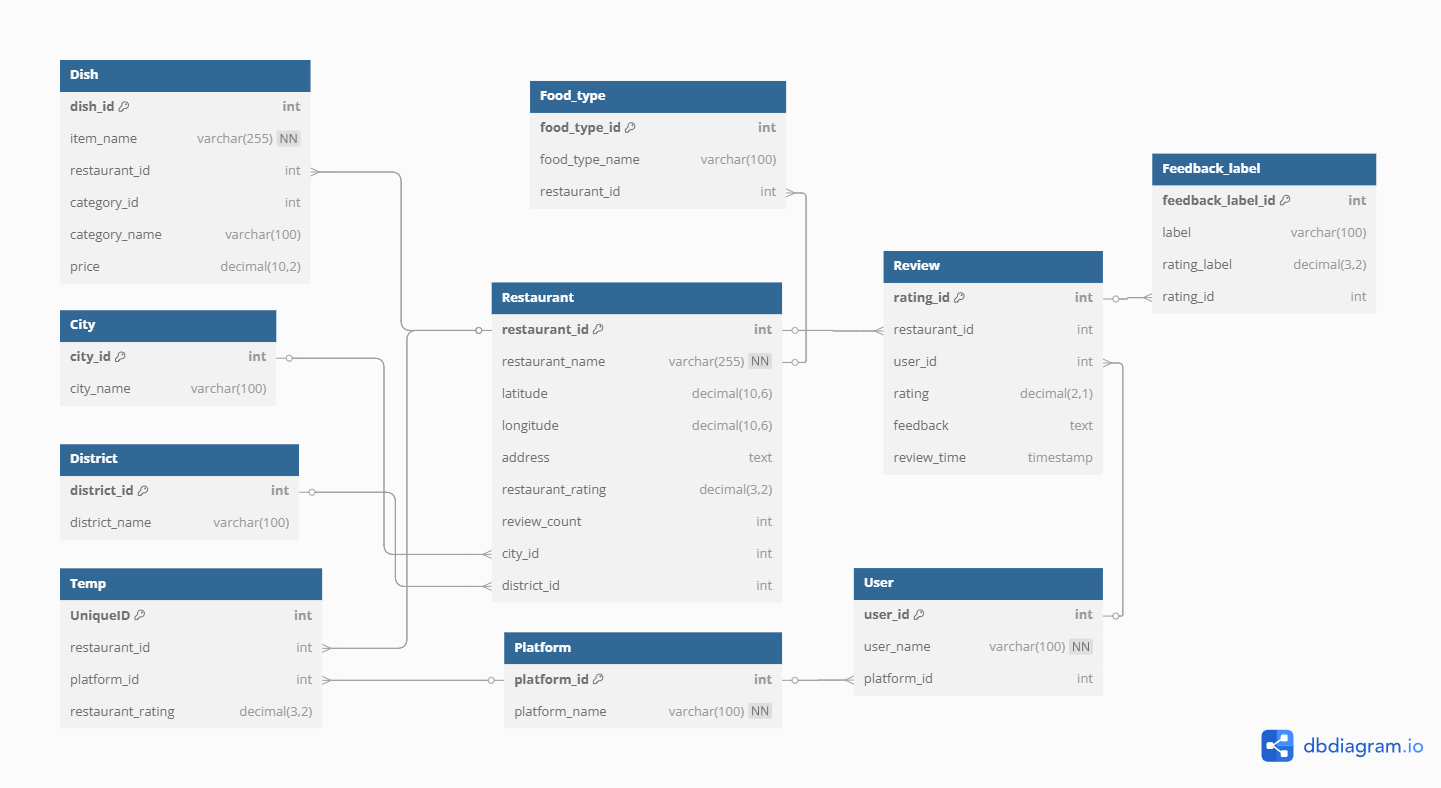 Dish
dish_id int
item_name varchar(255) NN
restaurant_id int
category_id int
category_name varchar(100)
price decimal(10,2)
City
city_id int
city_name varchar(100)
District
district_id int
district_name varchar(100)
Temp
UniqueID int
restaurant_id int
platform_id int
restaurant_rating decimal(3,2)
Food_type
food_type_id int
food_type_name varchar(100)
restaurant_id int
Restaurant
restaurant_id int
restaurant_name varchar(255) NN
latitude decimal(10,6)
longitude decimal(10,6)
address text
restaurant_rating decimal(3,2)
review_count int
city_id int
district_id int
Platform
platform_id int
platform_name varchar(100) NN
Review
rating_id int
restaurant_id int
user_id int
rating decimal(2,1)
feedback text
review_time timestamp
User
user_id int
user_name varchar(100) NN
platform_id int
Feedback_label
feedback_label_id int
label varchar(100)
rating_label decimal(3,2)
rating_id int
dbdiagram.io